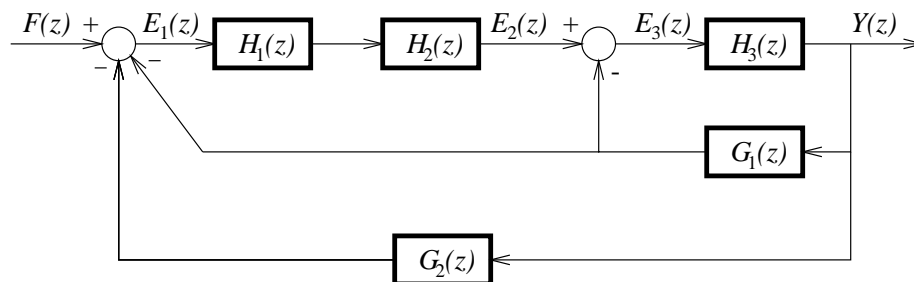 F(z) + E₁(z) H₁(z) H₂(z) E₂(z) + E₃(z) H₃(z) Y(z)
− − -
G₁(z)
G₂(z)